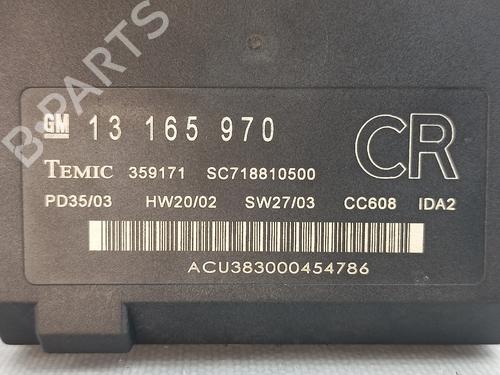 B-PARTS
GM 13 165 970 CR
TEMIC 359171 SC718810500
PD35/03 HW20/02 SW27/03 CC608 IDA2
ACU383000454786